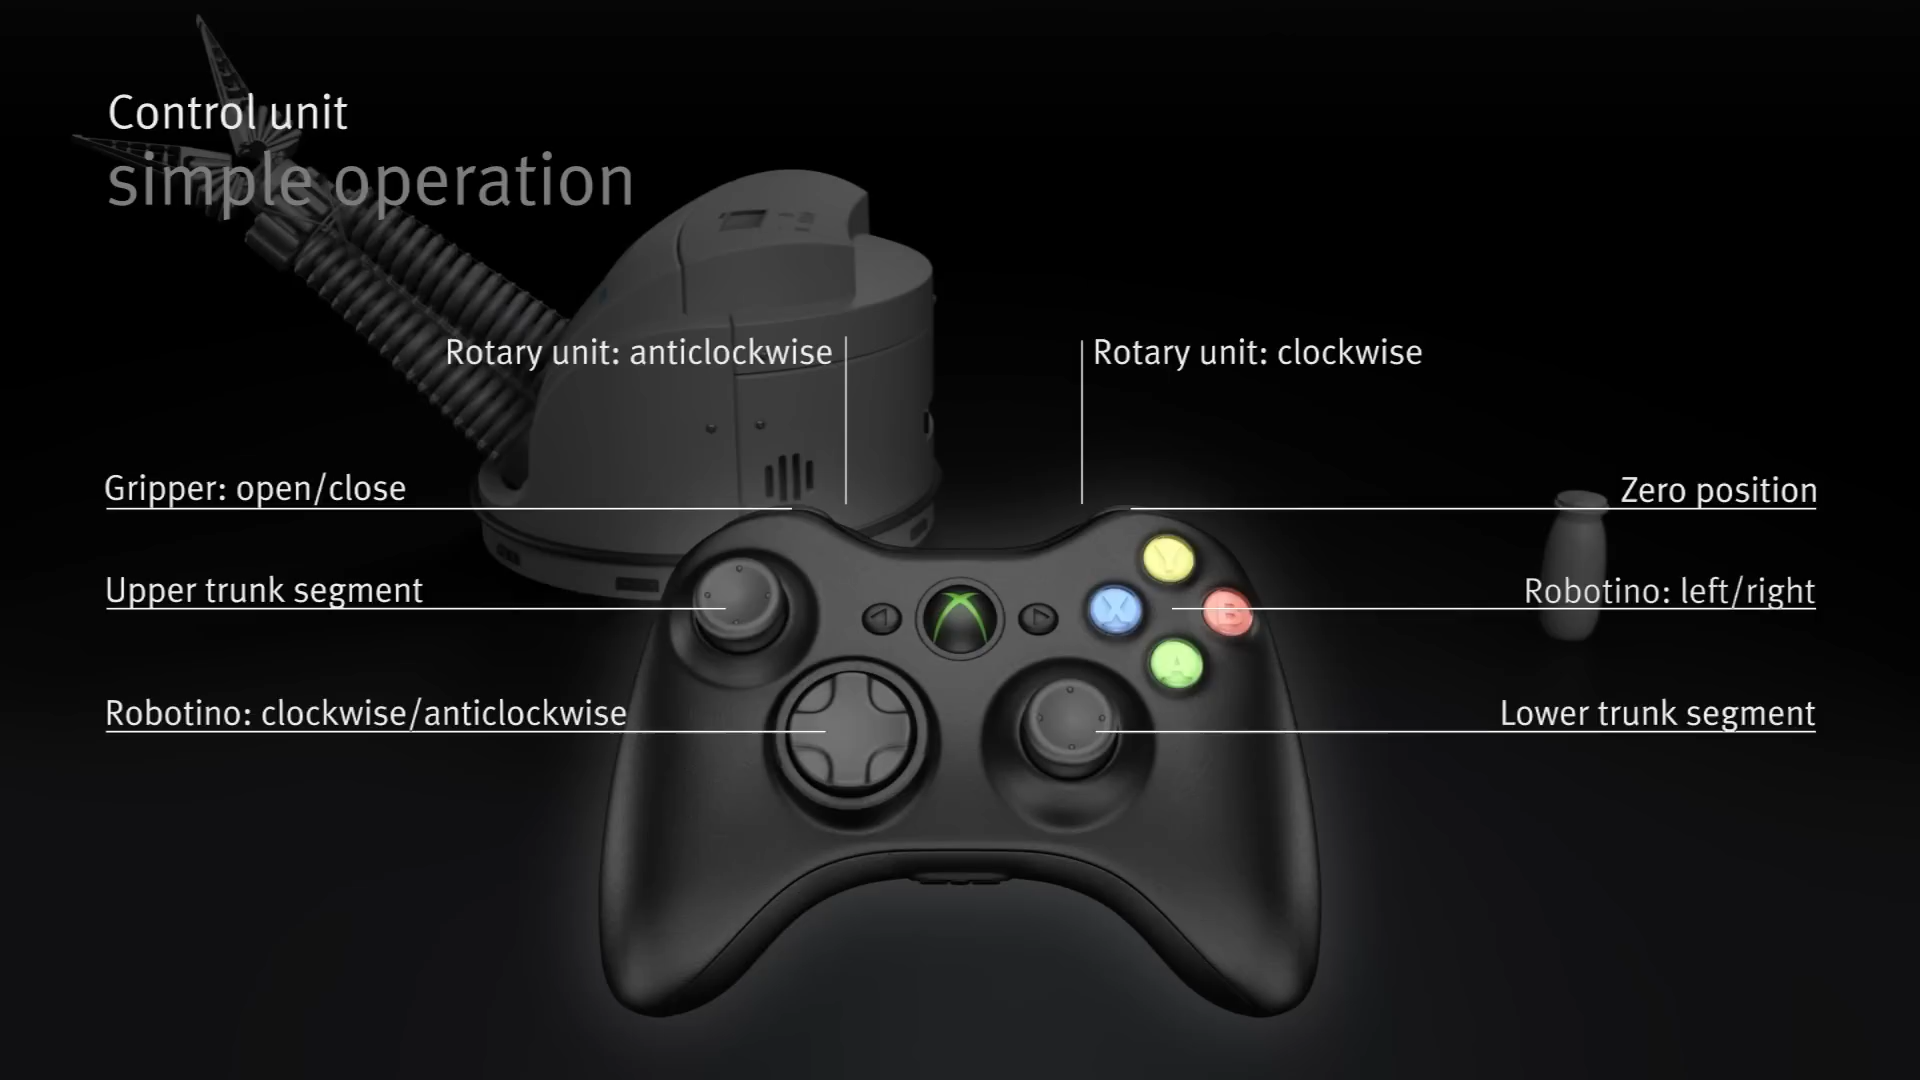 Control unit
simple operation
Rotary unit: anticlockwise
Rotary unit: clockwise
Gripper: open/close
Zero position
Upper trunk segment
Robotino: left/right
Robotino: clockwise/anticlockwise
Lower trunk segment
Y
X
B
A